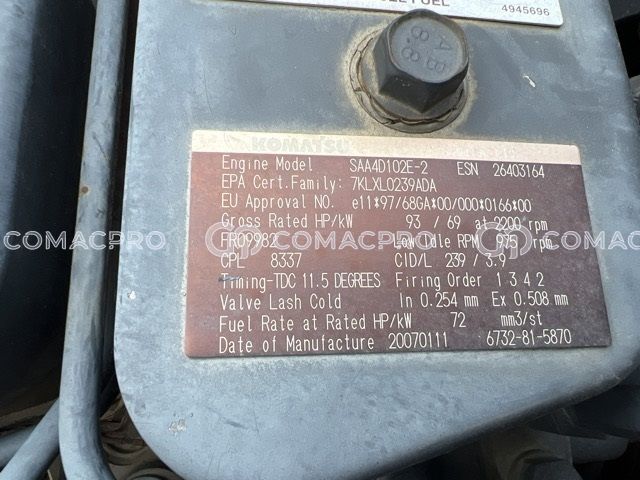 4945696
A
8.8
KOMATSU
Engine Model SAA4D102E-2 ESN 26403164
EPA Cert.Family: 7KLXL0239ADA
EU Approval NO. e11*97/68GA*00/000*0166*00
Gross Rated HP/kW 93 / 69 at 2200 rpm
FR09982 Low Idle RPM 975 rpm
COMACPRO COMACPRO COMACPRO
CPL 8337 CID/L 239 / 3.9
Timing-TDC 11.5 DEGREES Firing Order 1 3 4 2
Valve Lash Cold In 0.254 mm Ex 0.508 mm
Fuel Rate at Rated HP/kW 72 mm3/st
Date of Manufacture 20070111 6732-81-5870